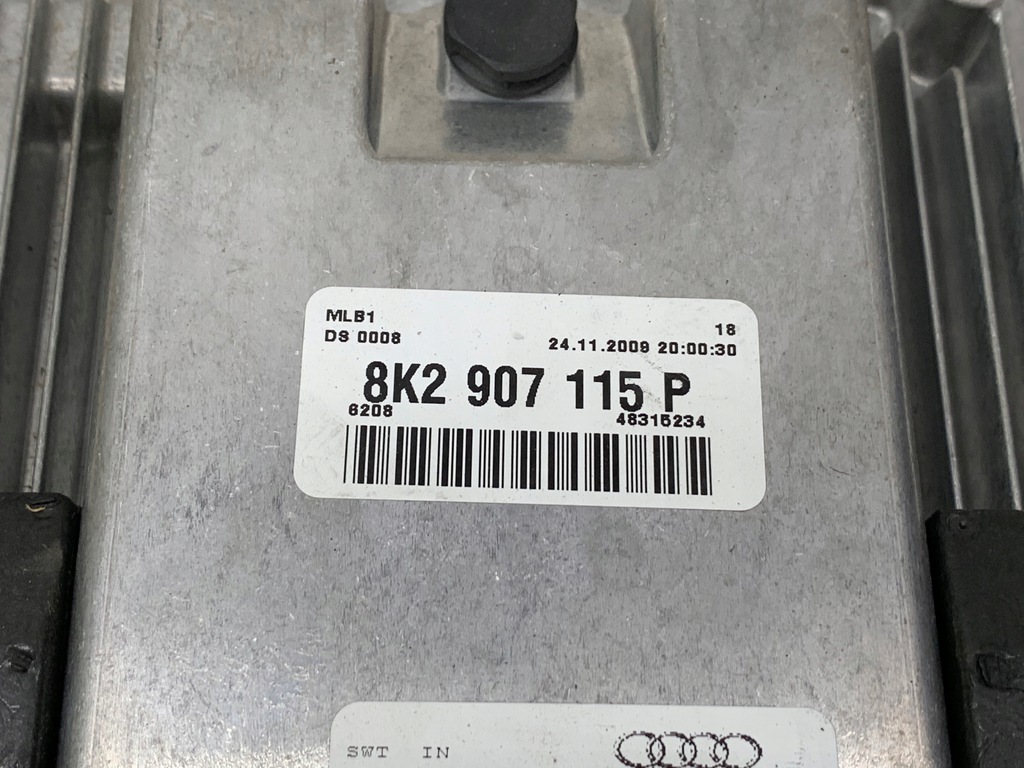 MLB1
18
DS 0008
24.11.2009 20:00:30
8K2 907 115 P
6208
48315234
SWT IN